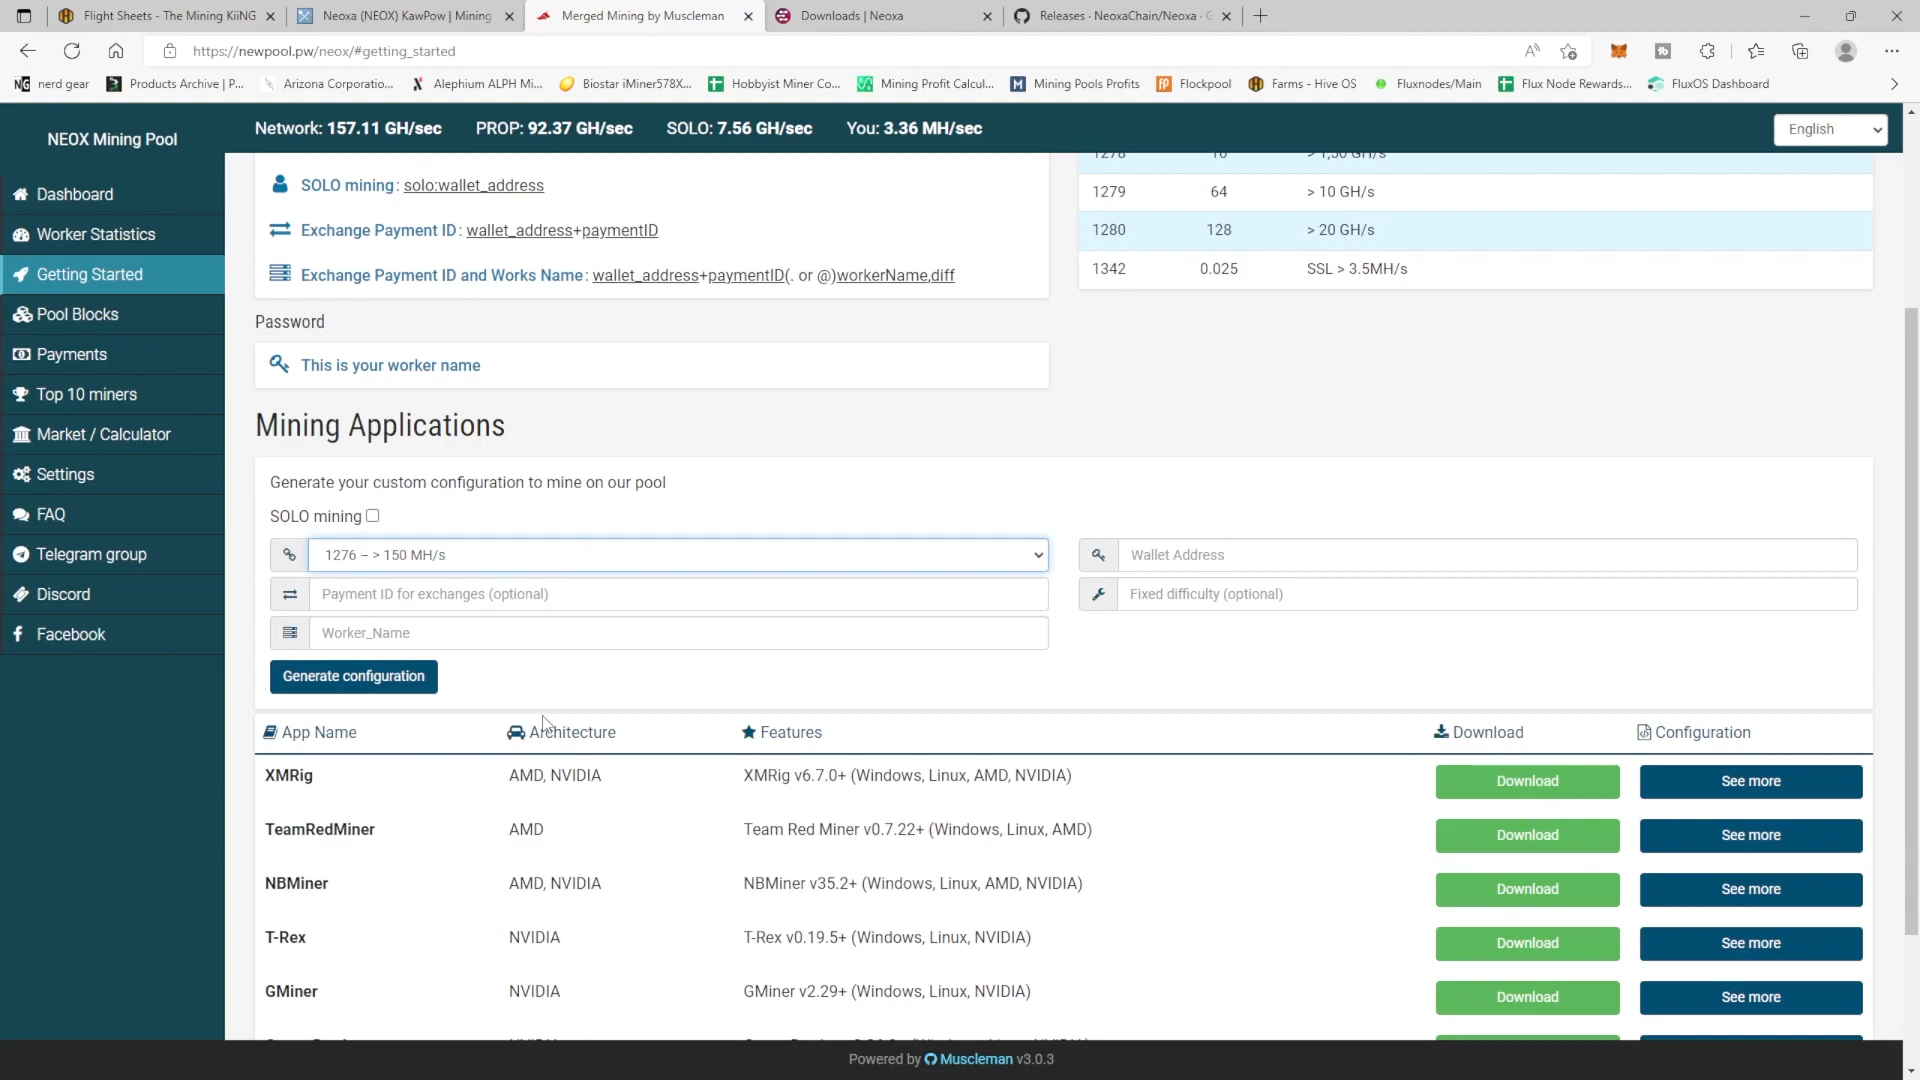 Flight Sheets - The Mining KiiNG
Neoxa (NEOX) KawPow | Mining
Merged Mining by Muscleman
Downloads | Neoxa
Releases · NeoxaChain/Neoxa · G
https://newpool.pw/neox/#getting_started
nerd gear
Products Archive | P...
Arizona Corporatio...
Alephium ALPH Mi...
Biostar iMiner578X...
Hobbyist Miner Co...
Mining Profit Calcul...
Mining Pools Profits
Flockpool
Farms - Hive OS
Fluxnodes/Main
Flux Node Rewards...
FluxOS Dashboard
NEOX Mining Pool
Network: 157.11 GH/sec PROP: 92.37 GH/sec SOLO: 7.56 GH/sec You: 3.36 MH/sec
English
Dashboard
Worker Statistics
Getting Started
Pool Blocks
Payments
Top 10 miners
Market / Calculator
Settings
FAQ
Telegram group
Discord
Facebook
SOLO mining: solo:wallet_address
Exchange Payment ID: wallet_address+paymentID
Exchange Payment ID and Works Name: wallet_address+paymentID(. or @)workerName,diff
1278 16 > 1,50 GH/s
1279 64 > 10 GH/s
1280 128 > 20 GH/s
1342 0.025 SSL > 3.5MH/s
Password
This is your worker name
Mining Applications
Generate your custom configuration to mine on our pool
SOLO mining
1276 – > 150 MH/s
Wallet Address
Payment ID for exchanges (optional)
Fixed difficulty (optional)
Worker_Name
Generate configuration
App Name Architecture Features Download Configuration
XMRig AMD, NVIDIA XMRig v6.7.0+ (Windows, Linux, AMD, NVIDIA) Download See more
TeamRedMiner AMD Team Red Miner v0.7.22+ (Windows, Linux, AMD) Download See more
NBMiner AMD, NVIDIA NBMiner v35.2+ (Windows, Linux, AMD, NVIDIA) Download See more
T-Rex NVIDIA T-Rex v0.19.5+ (Windows, Linux, NVIDIA) Download See more
GMiner NVIDIA GMiner v2.29+ (Windows, Linux, NVIDIA) Download See more
Powered by Muscleman v3.0.3